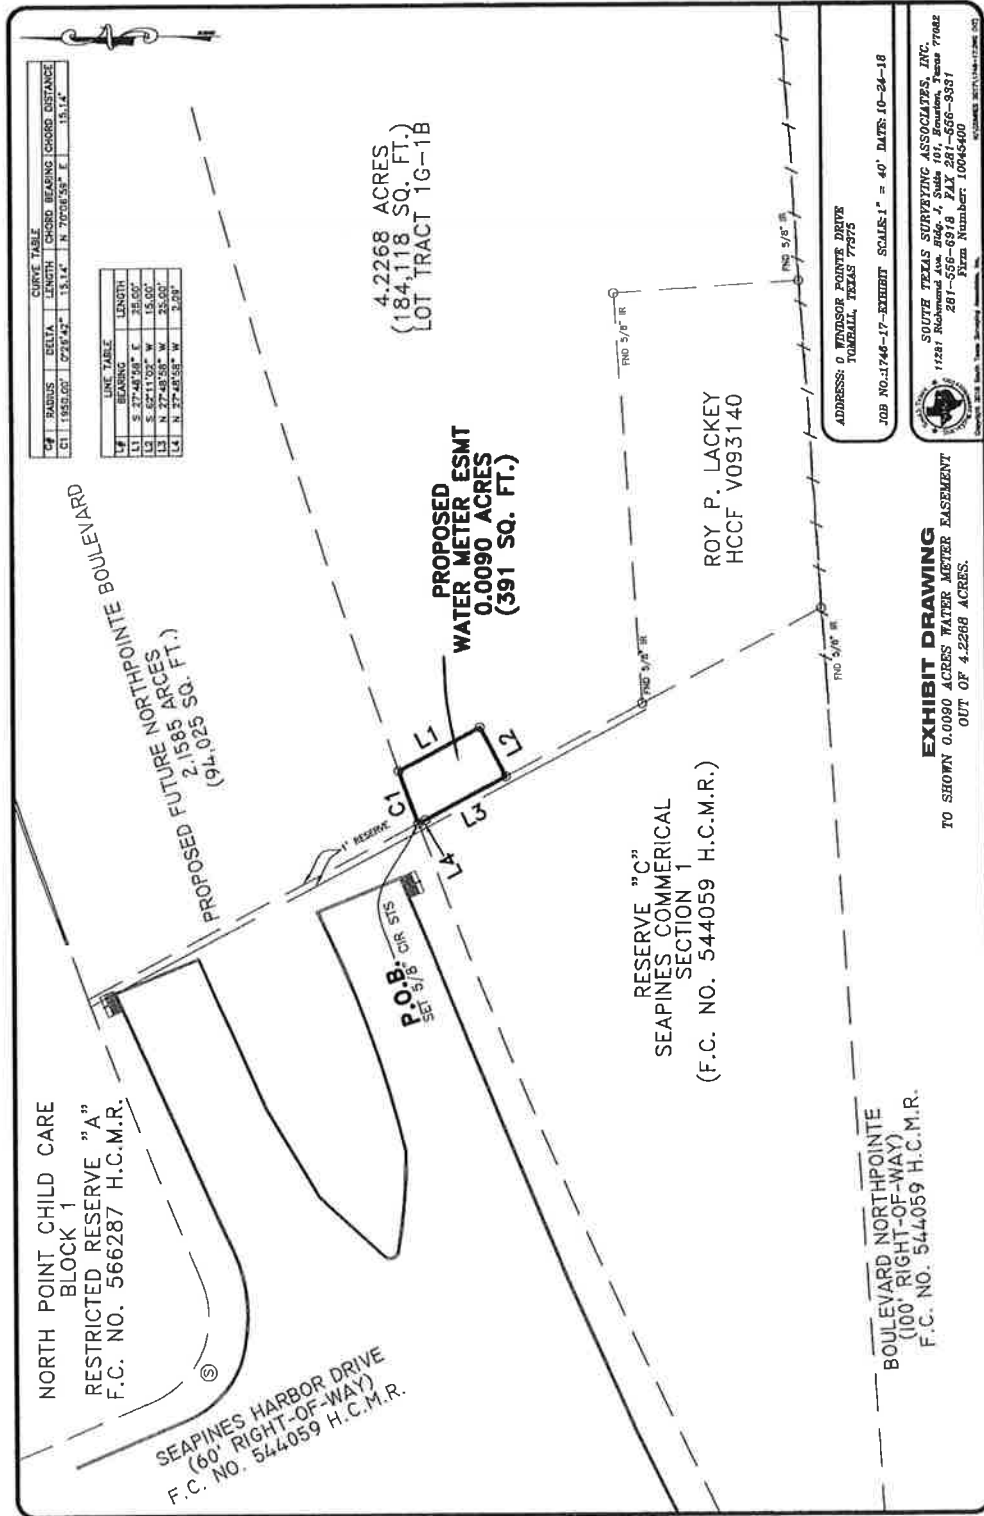 CURVE TABLE
C# RADIUS DELTA LENGTH CHORD BEARING CHORD DISTANCE
C1 1950.00' 0°26'42" 15.14' N 70°06'59" E 15.14'
LINE TABLE
L# BEARING LENGTH
L1 S 27°48'58" E 25.00'
L2 S 62°11'02" W 15.00'
L3 N 27°48'58" W 25.00'
L4 N 27°48'58" W 2.09'
NORTH POINT CHILD CARE
BLOCK 1
RESTRICTED RESERVE "A"
F.C. NO. 566287 H.C.M.R.
PROPOSED FUTURE NORTHPOINTE BOULEVARD
2.1585 ARCES
(94,025 SQ. FT.)
4.2268 ACRES
(184,118 SQ. FT.)
LOT TRACT 1G-1B
S
SEAPINES HARBOR DRIVE
(60' RIGHT-OF-WAY)
F.C. NO. 544059 H.C.M.R.
1' RESERVE
P.O.B.
SET 5/8" CIR STS
C1
L1
L2
L3
L4
PROPOSED
WATER METER ESMT
0.0090 ACRES
(391 SQ. FT.)
FND 5/8" IR
FND 5/8" IR
FND 5/8" IR
FND 5/8" IR
ROY P. LACKEY
HCCF V093140
RESERVE "C"
SEAPINES COMMERICAL
SECTION 1
(F.C. NO. 544059 H.C.M.R.)
BOULEVARD NORTHPOINTE
(100' RIGHT-OF-WAY)
F.C. NO. 544059 H.C.M.R.
EXHIBIT DRAWING
TO SHOWN 0.0090 ACRES WATER METER EASEMENT
OUT OF 4.2268 ACRES.
ADDRESS: 0 WINDSOR POINTE DRIVE
TOMBALL, TEXAS 77375
JOB NO.:1746-17-EXHIBIT SCALE:1" = 40' DATE:10-24-18
SOUTH TEXAS SURVEYING ASSOCIATES, INC.
11281 Richmond Ave. Bldg. J, Suite 101, Houston, Texas 77082
281-556-6918 FAX 281-556-9331
Firm Number: 10045400